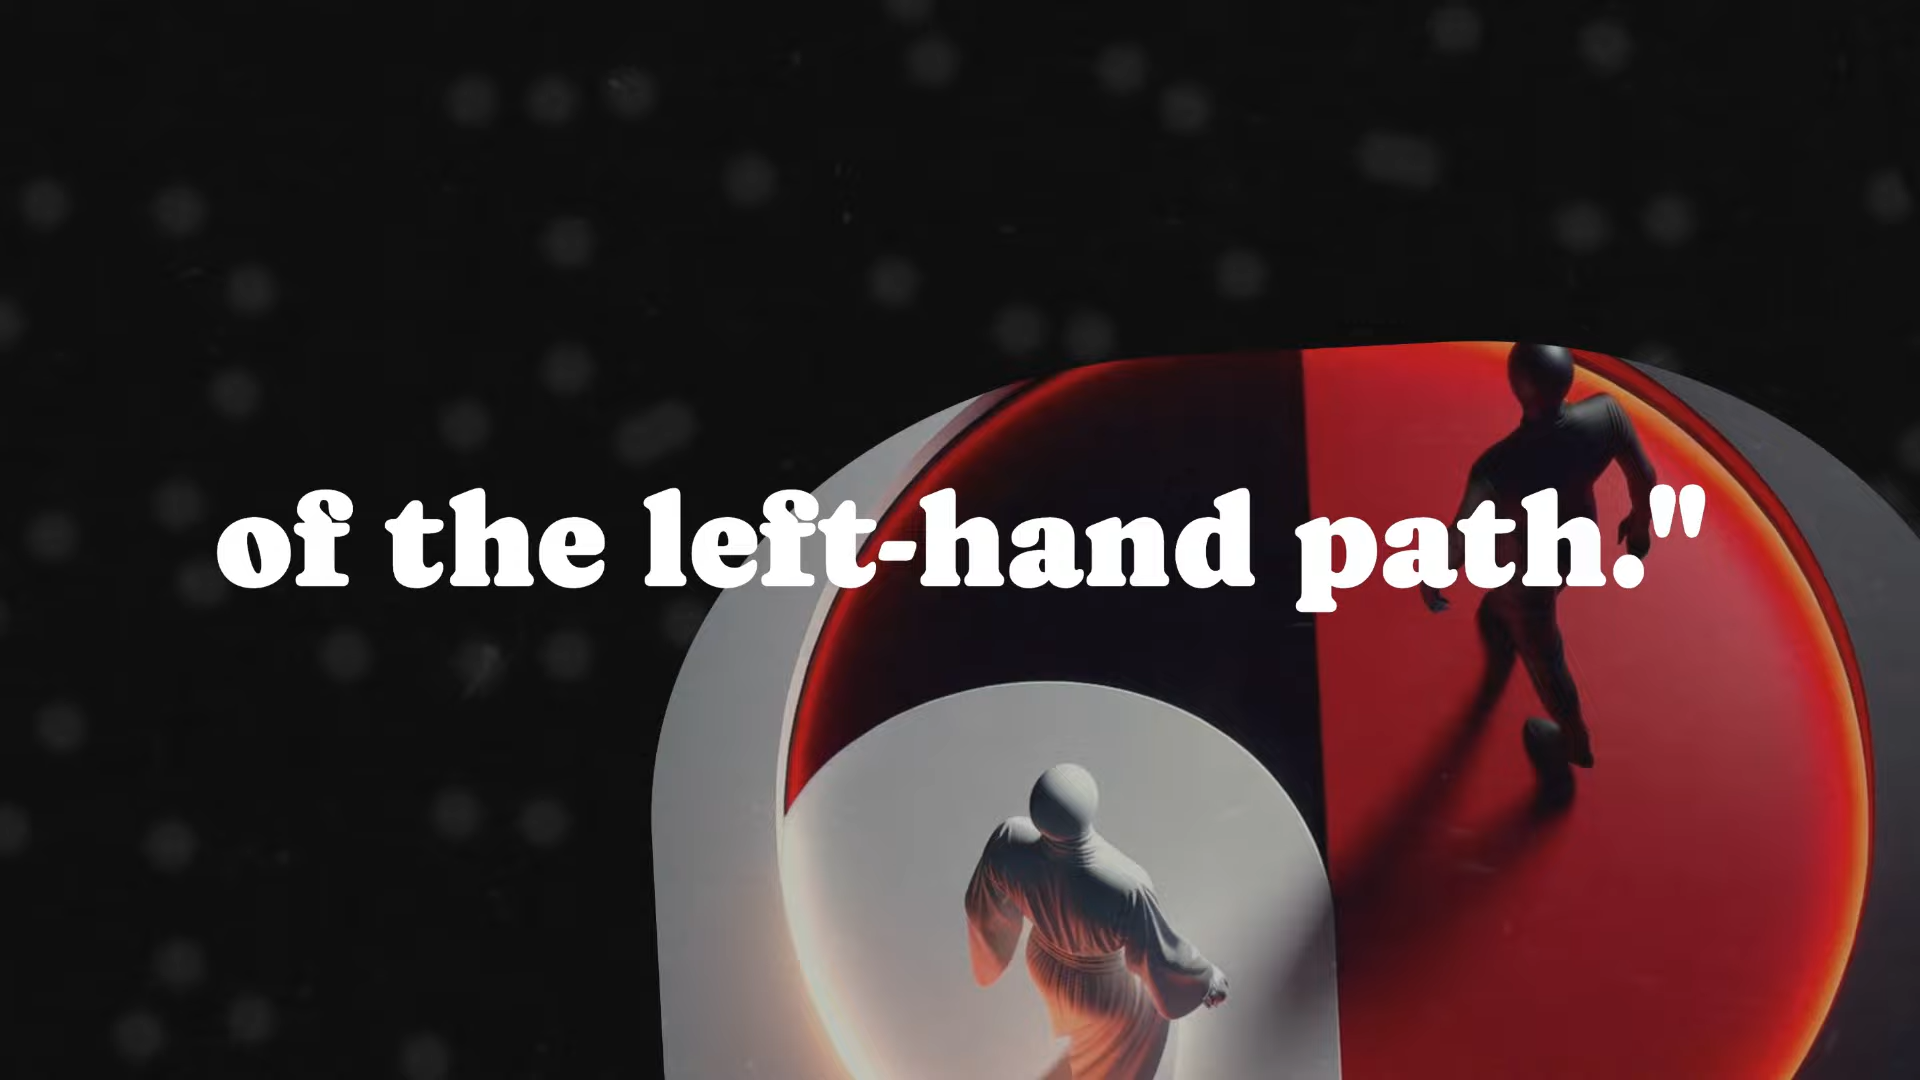 of the left-hand path."